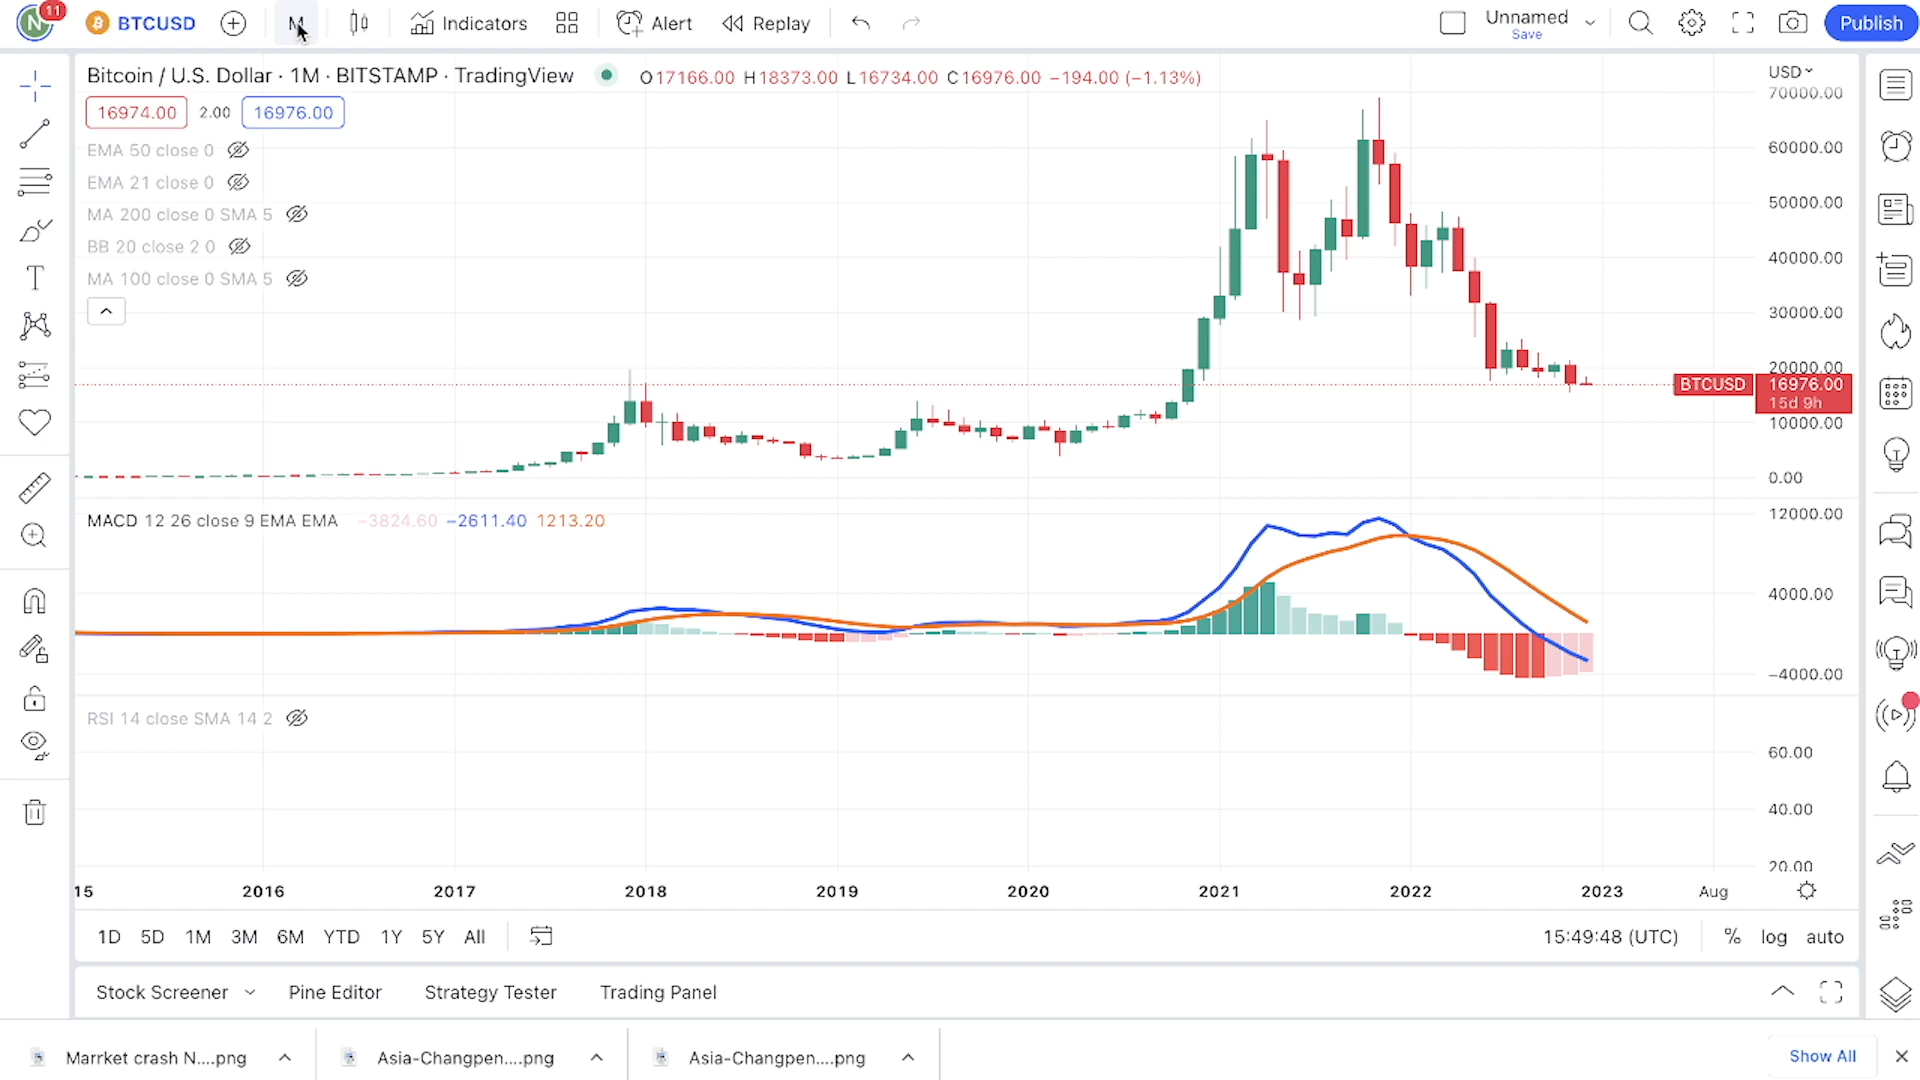 11
N
BTCUSD
M
Indicators
Alert
Replay
Unnamed
Save
Publish
Bitcoin / U.S. Dollar · 1M · BITSTAMP · TradingView
O17166.00 H18373.00 L16734.00 C16976.00 −194.00 (−1.13%)
USD
70000.00
16974.00 2.00 16976.00
EMA 50 close 0
EMA 21 close 0
MA 200 close 0 SMA 5
BB 20 close 2 0
MA 100 close 0 SMA 5
60000.00
50000.00
40000.00
30000.00
20000.00
BTCUSD 16976.00
15d 9h
10000.00
0.00
MACD 12 26 close 9 EMA EMA −3824.60 −2611.40 1213.20
12000.00
4000.00
−4000.00
RSI 14 close SMA 14 2
60.00
40.00
20.00
15 2016 2017 2018 2019 2020 2021 2022 2023 Aug
1D 5D 1M 3M 6M YTD 1Y 5Y All
15:49:48 (UTC) % log auto
Stock Screener Pine Editor Strategy Tester Trading Panel
Marrket crash N....png
Asia-Changpen....png
Asia-Changpen....png
Show All